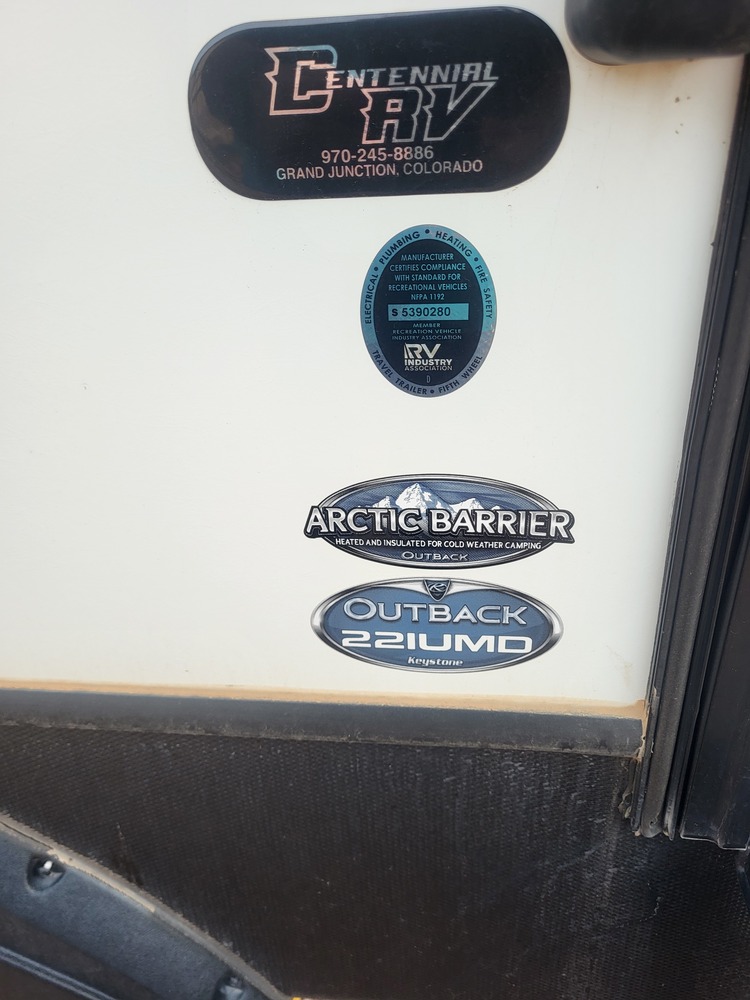 CENTENNIAL
RV
970-245-8886
GRAND JUNCTION, COLORADO
ELECTRICAL • PLUMBING • HEATING • FIRE SAFETY
MANUFACTURER
CERTIFIES COMPLIANCE
WITH STANDARD FOR
RECREATIONAL VEHICLES
NFPA 1192
S 5390280
MEMBER
RECREATION VEHICLE
INDUSTRY ASSOCIATION
RV
INDUSTRY
ASSOCIATION
D
TRAVEL TRAILER • FIFTH WHEEL
ARCTIC BARRIER
HEATED AND INSULATED FOR COLD WEATHER CAMPING
OUTBACK
K
OUTBACK
221UMD
Keystone